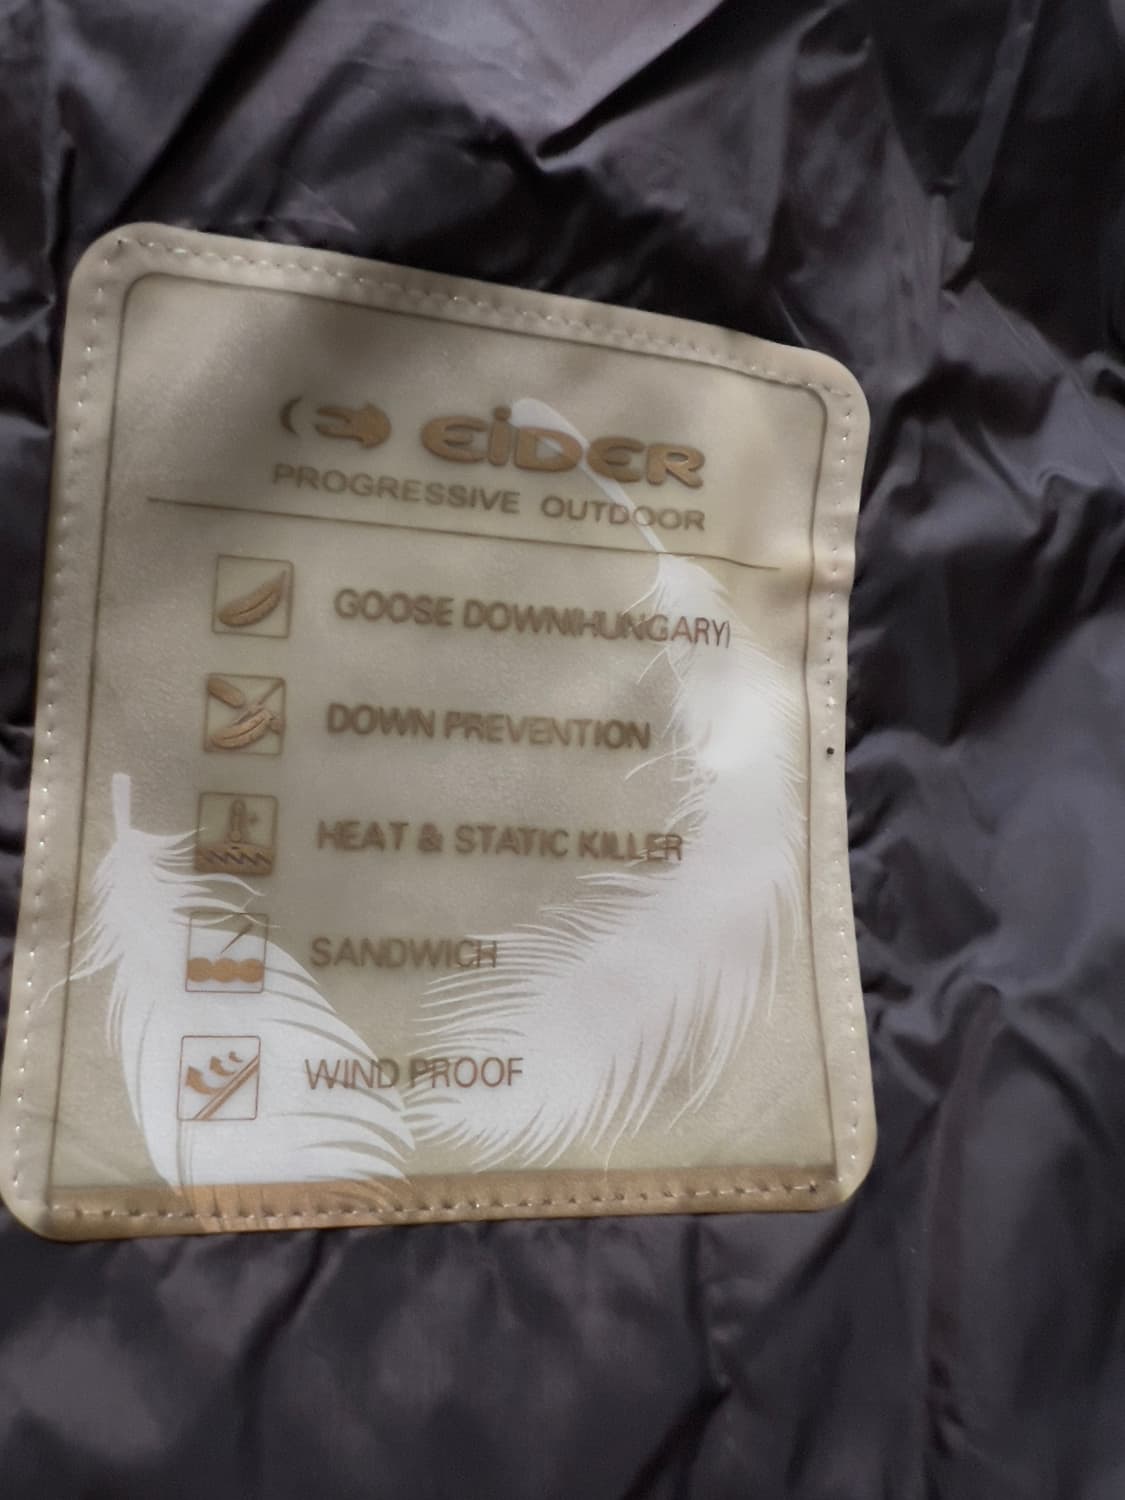 EiDER
PROGRESSIVE OUTDOOR
GOOSE DOWN(HUNGARY)
DOWN PREVENTION
HEAT & STATIC KILLER
SANDWICH
WIND PROOF